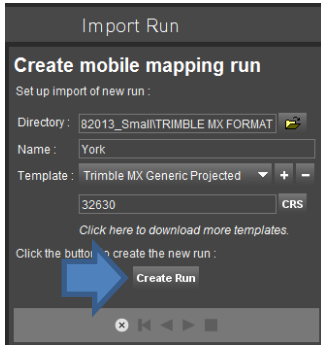 Import Run
Create mobile mapping run
Set up import of new run :
Directory : 82013_Small\TRIMBLE MX FORMAT
Name : York
Template : Trimble MX Generic Projected + -
32630 CRS
Click here to download more templates.
Click the button to create the new run :
Create Run